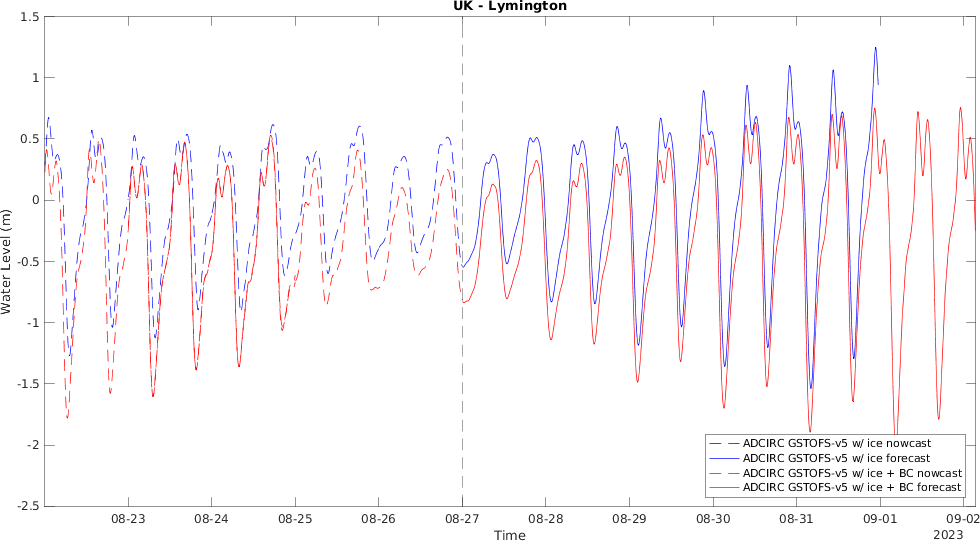 UK - Lymington
1.5
1
0.5
0
-0.5
-1
-1.5
-2
-2.5
Water Level (m)
08-23 08-24 08-25 08-26 08-27 08-28 08-29 08-30 08-31 09-01 09-02
Time
2023
ADCIRC GSTOFS-v5 w/ ice nowcast
ADCIRC GSTOFS-v5 w/ ice forecast
ADCIRC GSTOFS-v5 w/ ice + BC nowcast
ADCIRC GSTOFS-v5 w/ ice + BC forecast